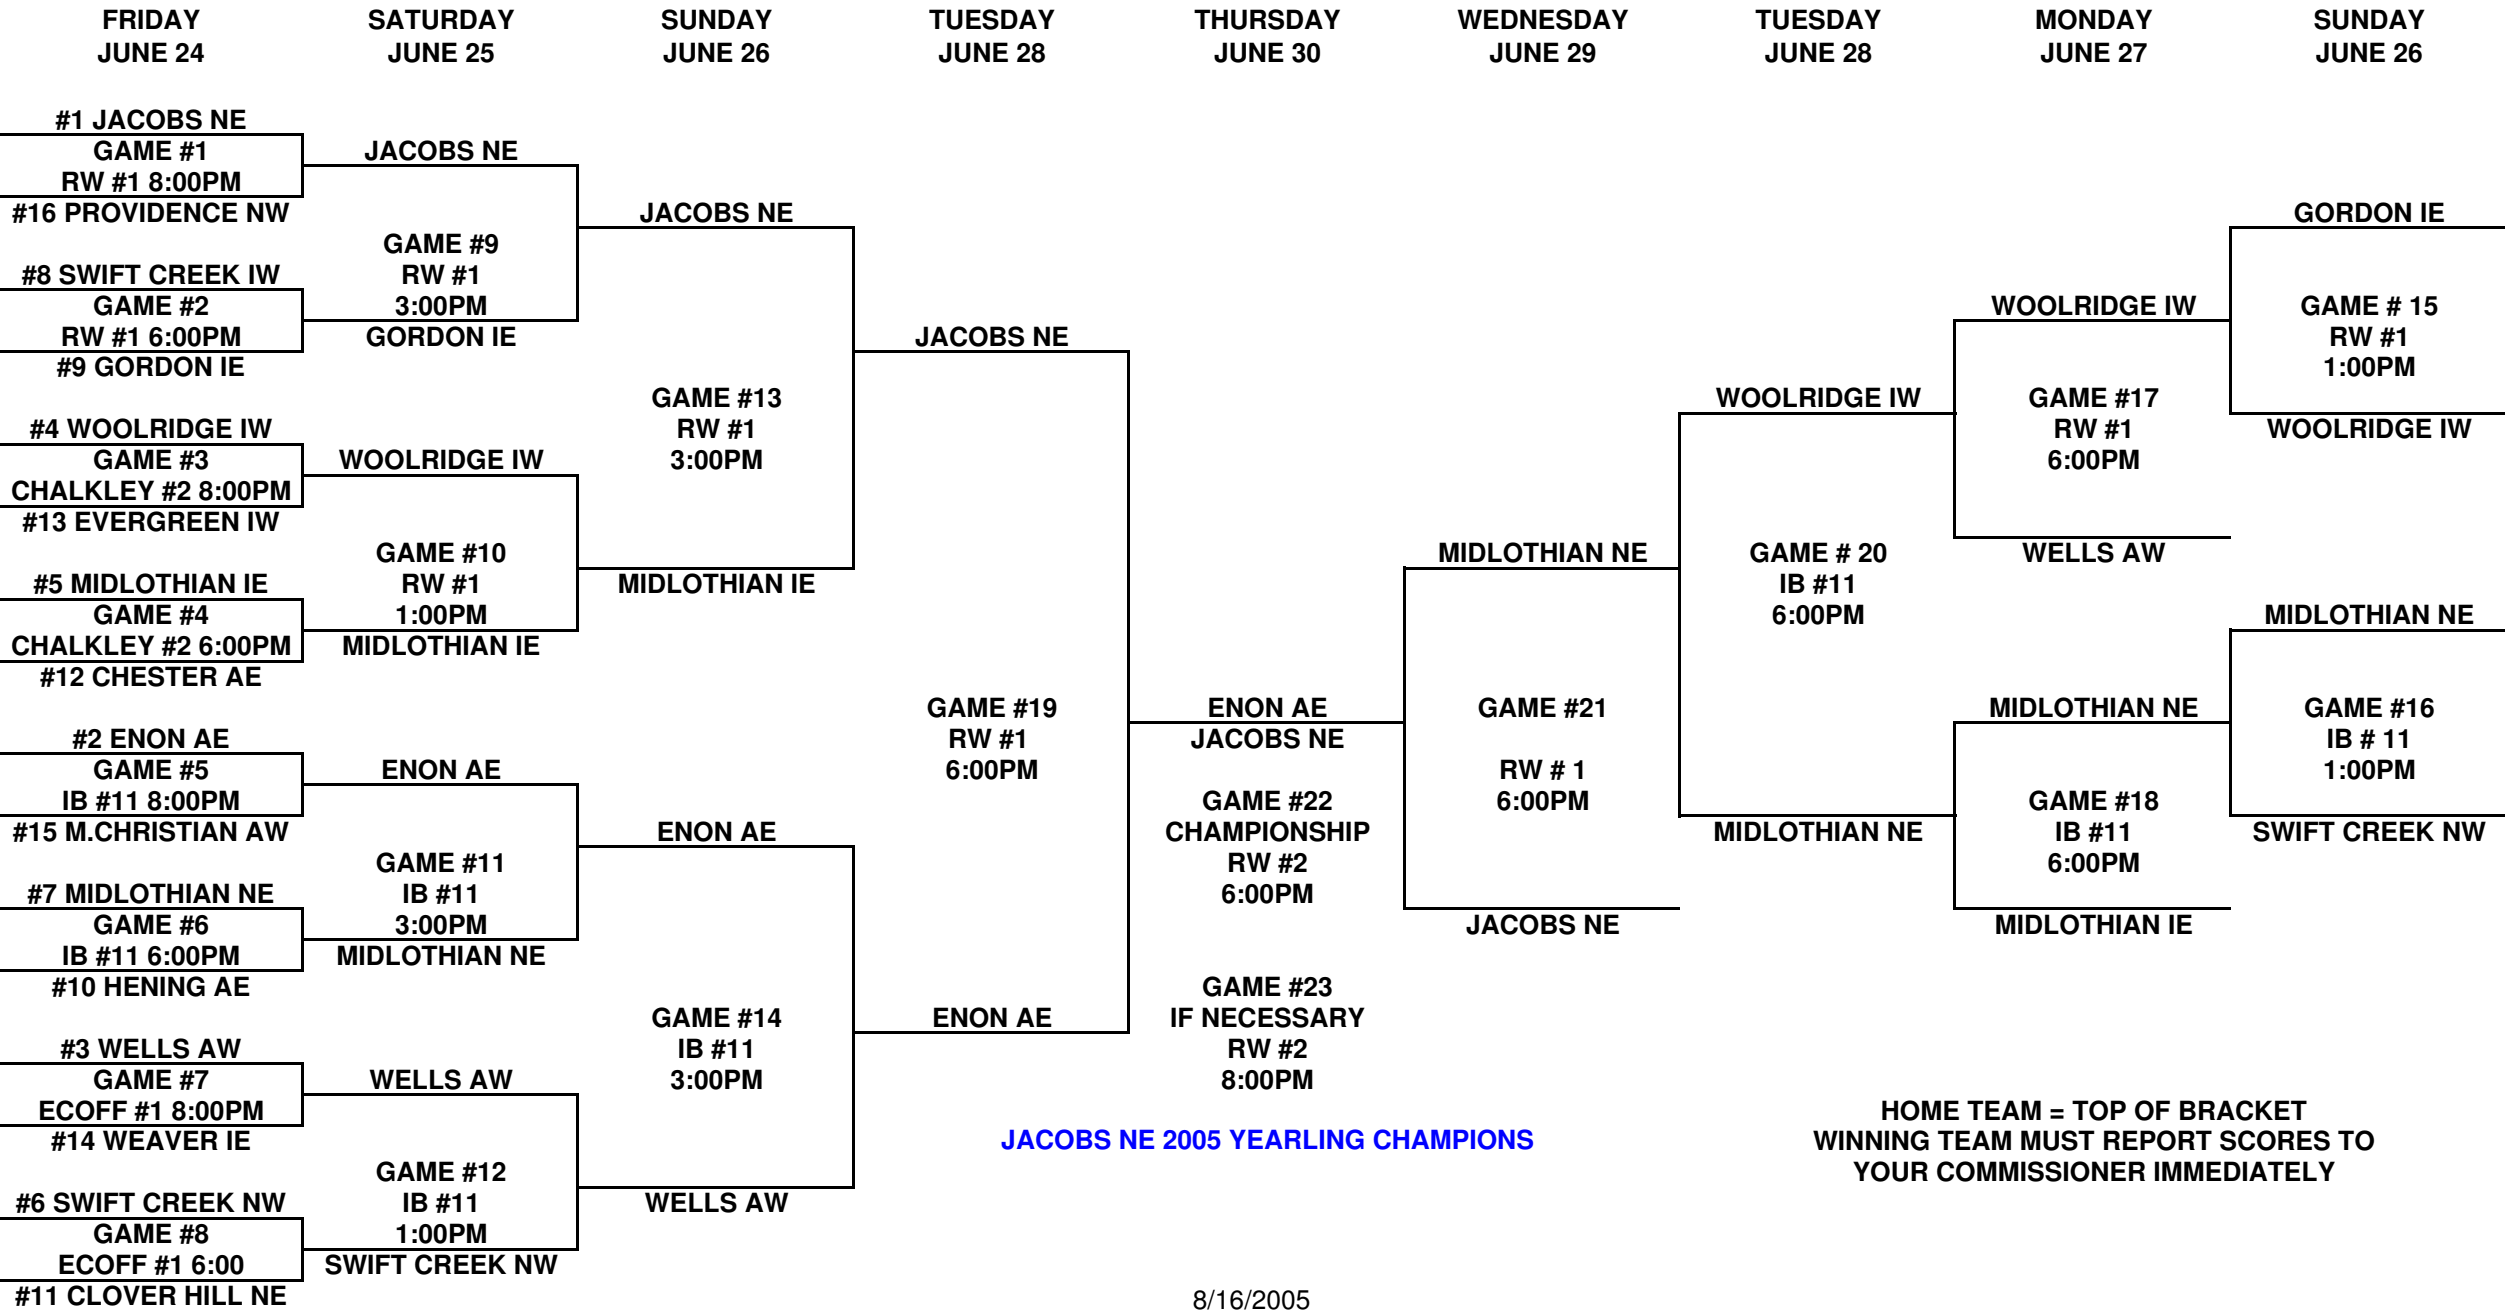 FRIDAY
JUNE 24
SATURDAY
JUNE 25
SUNDAY
JUNE 26
TUESDAY
JUNE 28
THURSDAY
JUNE 30
WEDNESDAY
JUNE 29
TUESDAY
JUNE 28
MONDAY
JUNE 27
SUNDAY
JUNE 26
#1 JACOBS NE
GAME #1
RW #1 8:00PM
#16 PROVIDENCE NW
#8 SWIFT CREEK IW
GAME #2
RW #1 6:00PM
#9 GORDON IE
#4 WOOLRIDGE IW
GAME #3
CHALKLEY #2 8:00PM
#13 EVERGREEN IW
#5 MIDLOTHIAN IE
GAME #4
CHALKLEY #2 6:00PM
#12 CHESTER AE
#2 ENON AE
GAME #5
IB #11 8:00PM
#15 M.CHRISTIAN AW
#7 MIDLOTHIAN NE
GAME #6
IB #11 6:00PM
#10 HENING AE
#3 WELLS AW
GAME #7
ECOFF #1 8:00PM
#14 WEAVER IE
#6 SWIFT CREEK NW
GAME #8
ECOFF #1 6:00
#11 CLOVER HILL NE
JACOBS NE
GAME #9
RW #1
3:00PM
GORDON IE
WOOLRIDGE IW
GAME #10
RW #1
1:00PM
MIDLOTHIAN IE
ENON AE
GAME #11
IB #11
3:00PM
MIDLOTHIAN NE
WELLS AW
GAME #12
IB #11
1:00PM
SWIFT CREEK NW
JACOBS NE
GAME #13
RW #1
3:00PM
MIDLOTHIAN IE
ENON AE
GAME #14
IB #11
3:00PM
WELLS AW
JACOBS NE
GAME #19
RW #1
6:00PM
ENON AE
ENON AE
JACOBS NE
GAME #22
CHAMPIONSHIP
RW #2
6:00PM
GAME #23
IF NECESSARY
RW #2
8:00PM
JACOBS NE 2005 YEARLING CHAMPIONS
MIDLOTHIAN NE
GAME #21
RW # 1
6:00PM
JACOBS NE
WOOLRIDGE IW
GAME # 20
IB #11
6:00PM
MIDLOTHIAN NE
WOOLRIDGE IW
GAME #17
RW #1
6:00PM
WELLS AW
MIDLOTHIAN NE
GAME #18
IB #11
6:00PM
MIDLOTHIAN IE
GORDON IE
GAME # 15
RW #1
1:00PM
WOOLRIDGE IW
MIDLOTHIAN NE
GAME #16
IB # 11
1:00PM
SWIFT CREEK NW
HOME TEAM = TOP OF BRACKET
WINNING TEAM MUST REPORT SCORES TO
YOUR COMMISSIONER IMMEDIATELY
8/16/2005